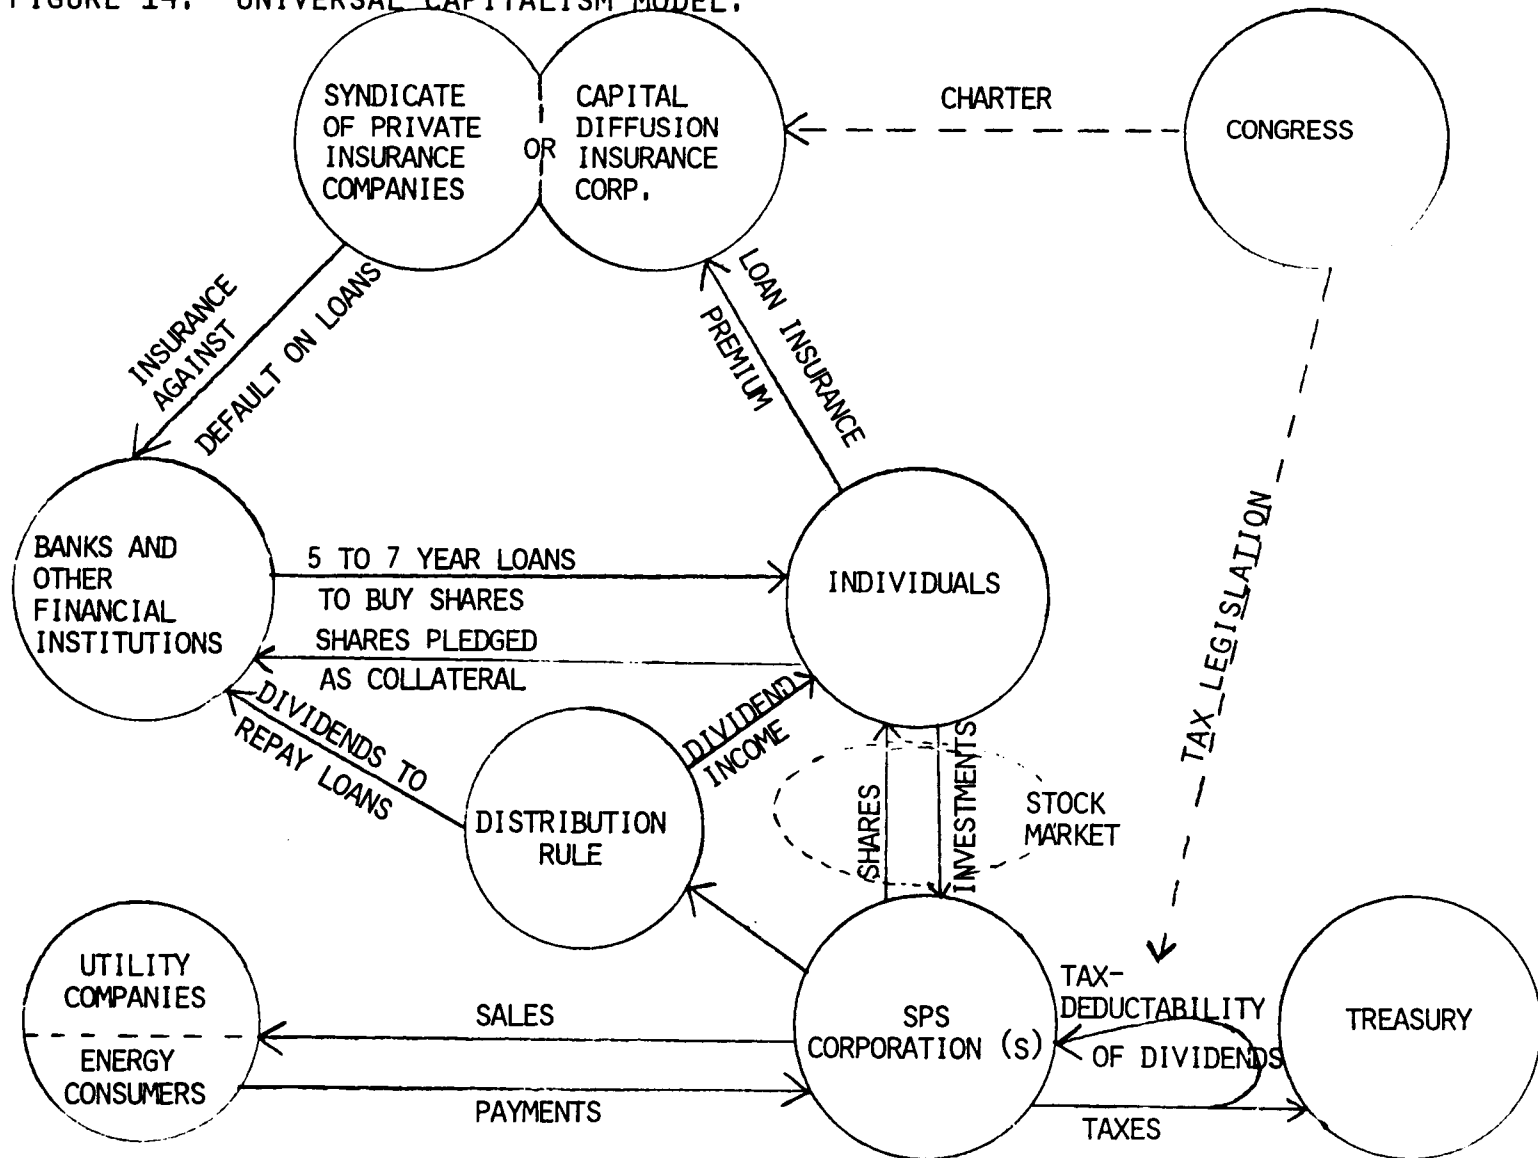 FIGURE 14. UNIVERSAL CAPITALISM MODEL.
SYNDICATE
OF PRIVATE
INSURANCE
COMPANIES
OR
CAPITAL
DIFFUSION
INSURANCE
CORP.
CHARTER
CONGRESS
INSURANCE
AGAINST
DEFAULT ON LOANS
LOAN INSURANCE
PREMIUM
TAX LEGISLATION
BANKS AND
OTHER
FINANCIAL
INSTITUTIONS
5 TO 7 YEAR LOANS
TO BUY SHARES
SHARES PLEDGED
AS COLLATERAL
INDIVIDUALS
DIVIDENDS TO
REPAY LOANS
DIVIDEND
INCOME
DISTRIBUTION
RULE
SHARES
INVESTMENTS
STOCK
MARKET
UTILITY
COMPANIES
ENERGY
CONSUMERS
SALES
PAYMENTS
SPS
CORPORATION (S)
TAX-
DEDUCTABILITY
OF DIVIDENDS
TAXES
TREASURY